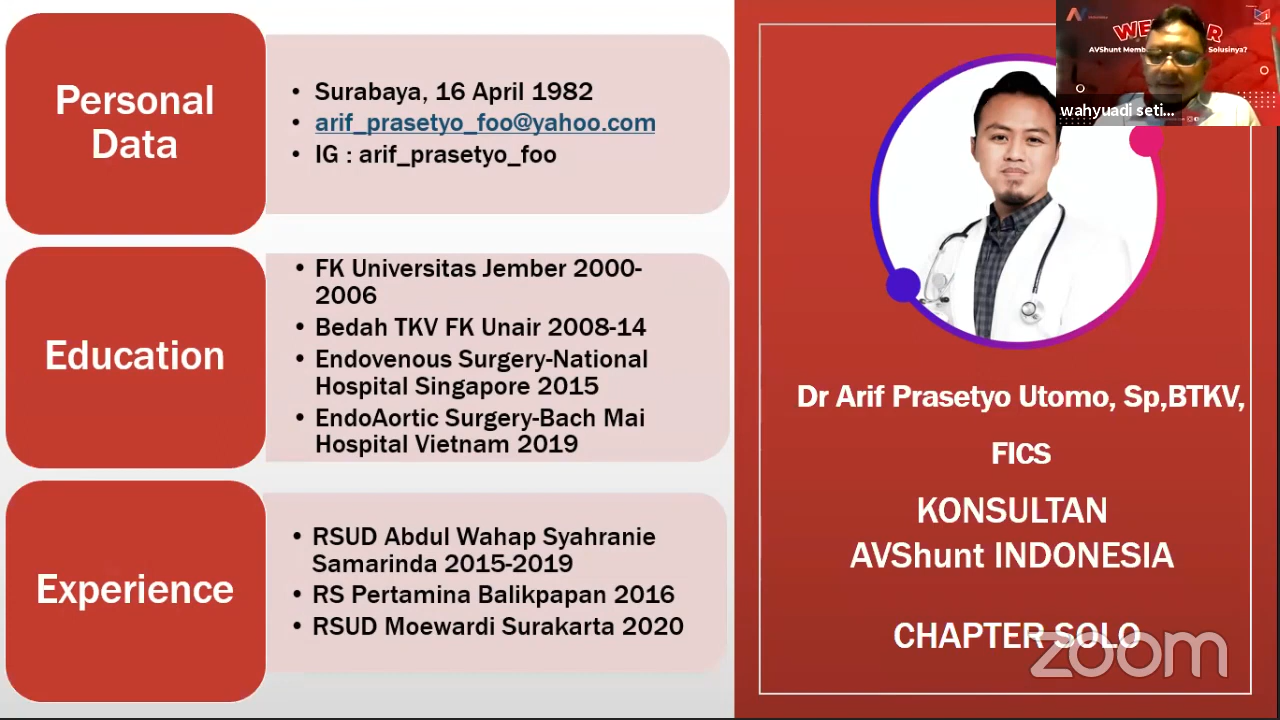 Personal
Data
• Surabaya, 16 April 1982
• arif_prasetyo_foo@yahoo.com
• IG : arif_prasetyo_foo
Education
• FK Universitas Jember 2000-
2006
• Bedah TKV FK Unair 2008-14
• Endovenous Surgery-National
Hospital Singapore 2015
• EndoAortic Surgery-Bach Mai
Hospital Vietnam 2019
Experience
• RSUD Abdul Wahap Syahranie
Samarinda 2015-2019
• RS Pertamina Balikpapan 2016
• RSUD Moewardi Surakarta 2020
AVShunt Solusinya?
wahyuadi seti...
Dr Arif Prasetyo Utomo, Sp,BTKV,
FICS
KONSULTAN
AVShunt INDONESIA
CHAPTER SOLO
zoom